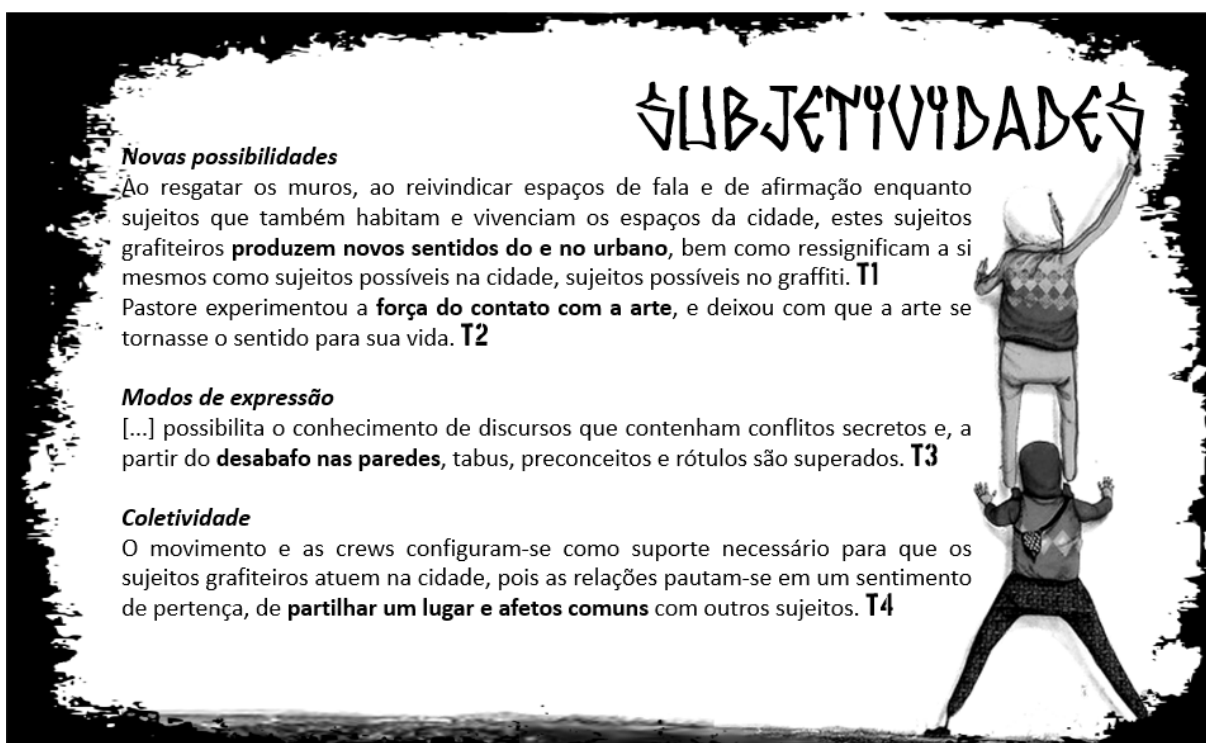 SUBJETIVIDADES
Novas possibilidades
Ao resgatar os muros, ao reivindicar espaços de fala e de afirmação enquanto
sujeitos que também habitam e vivenciam os espaços da cidade, estes sujeitos
grafiteiros produzem novos sentidos do e no urbano, bem como ressignificam a si
mesmos como sujeitos possíveis na cidade, sujeitos possíveis no graffiti. T1
Pastore experimentou a força do contato com a arte, e deixou com que a arte se
tornasse o sentido para sua vida. T2
Modos de expressão
[...] possibilita o conhecimento de discursos que contenham conflitos secretos e, a
partir do desabafo nas paredes, tabus, preconceitos e rótulos são superados. T3
Coletividade
O movimento e as crews configuram-se como suporte necessário para que os
sujeitos grafiteiros atuem na cidade, pois as relações pautam-se em um sentimento
de pertença, de partilhar um lugar e afetos comuns com outros sujeitos. T4